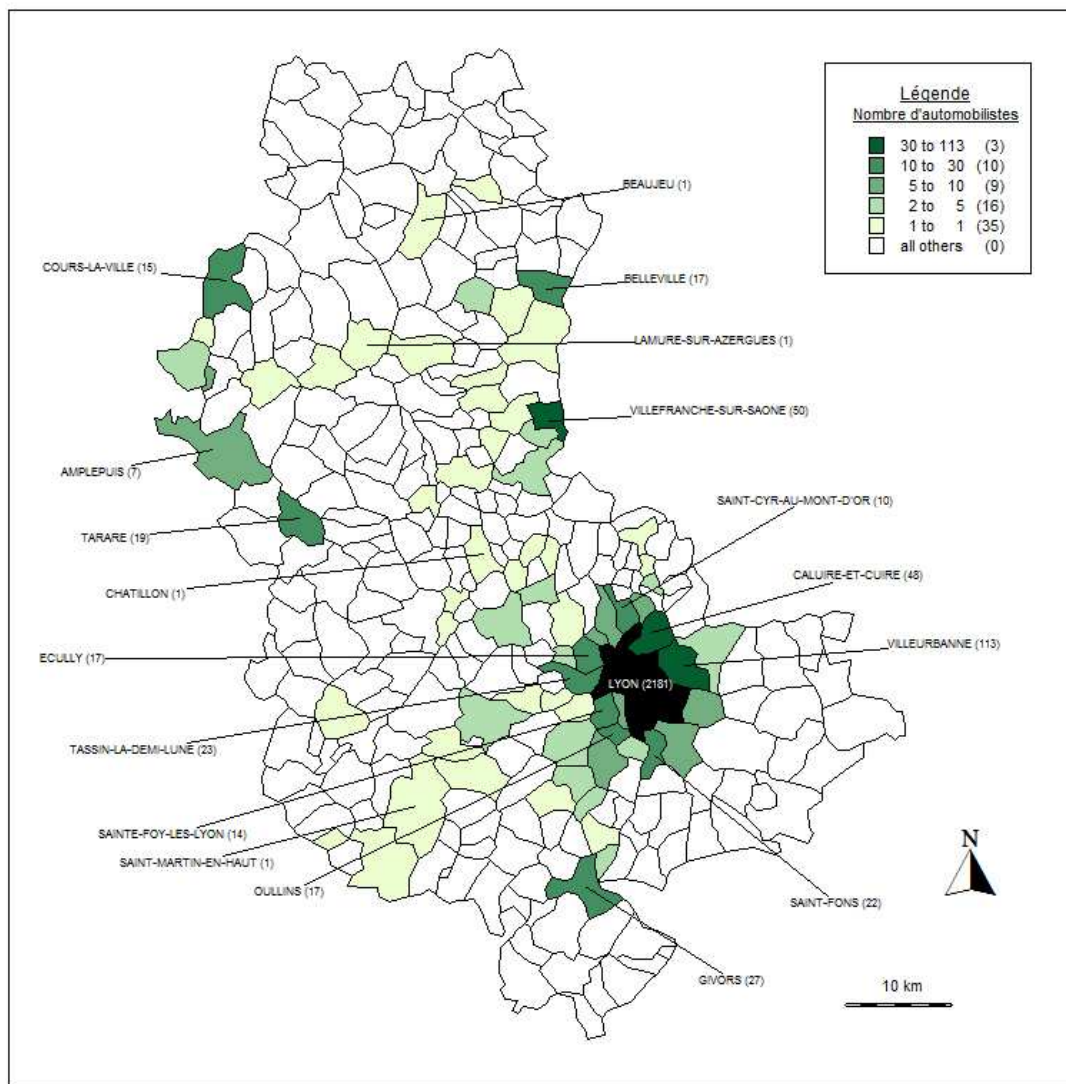 Légende
Nombre d'automobilistes
30 to 113 (3)
10 to 30 (10)
5 to 10 (9)
2 to 5 (16)
1 to 1 (35)
all others (0)
BEAUJEU (1)
COURS-LA-VILLE (15)
BELLEVILLE (17)
LAMURE-SUR-AZERGUES (1)
VILLEFRANCHE-SUR-SAONE (50)
AMPLEPUIS (7)
SAINT-CYR-AU-MONT-D'OR (10)
TARARE (19)
CALUIRE-ET-CUIRE (48)
CHATILLON (1)
VILLEURBANNE (113)
ECULLY (17)
LYON (2181)
TASSIN-LA-DEMI-LUNE (23)
SAINTE-FOY-LES-LYON (14)
N
SAINT-MARTIN-EN-HAUT (1)
OULLINS (17)
SAINT-FONS (22)
GIVORS (27)
10 km